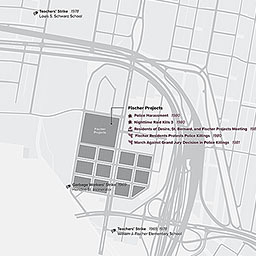 Teachers' Strike 1978
Louis S. Schwarz School
Fischer Projects
Police Harassment 1980
Nighttime Raid Kills 3 1980
Residents of Desire, St. Bernard, and Fischer Projects Meeting
Fischer Residents Protests Police Killings 1980
March Against Grand Jury Decision in Police Killings 1981
Fischer
Projects
Garbage Workers' Strike 1969
Teachers' Strike 1969, 1978
William J. Fischer Elementary School